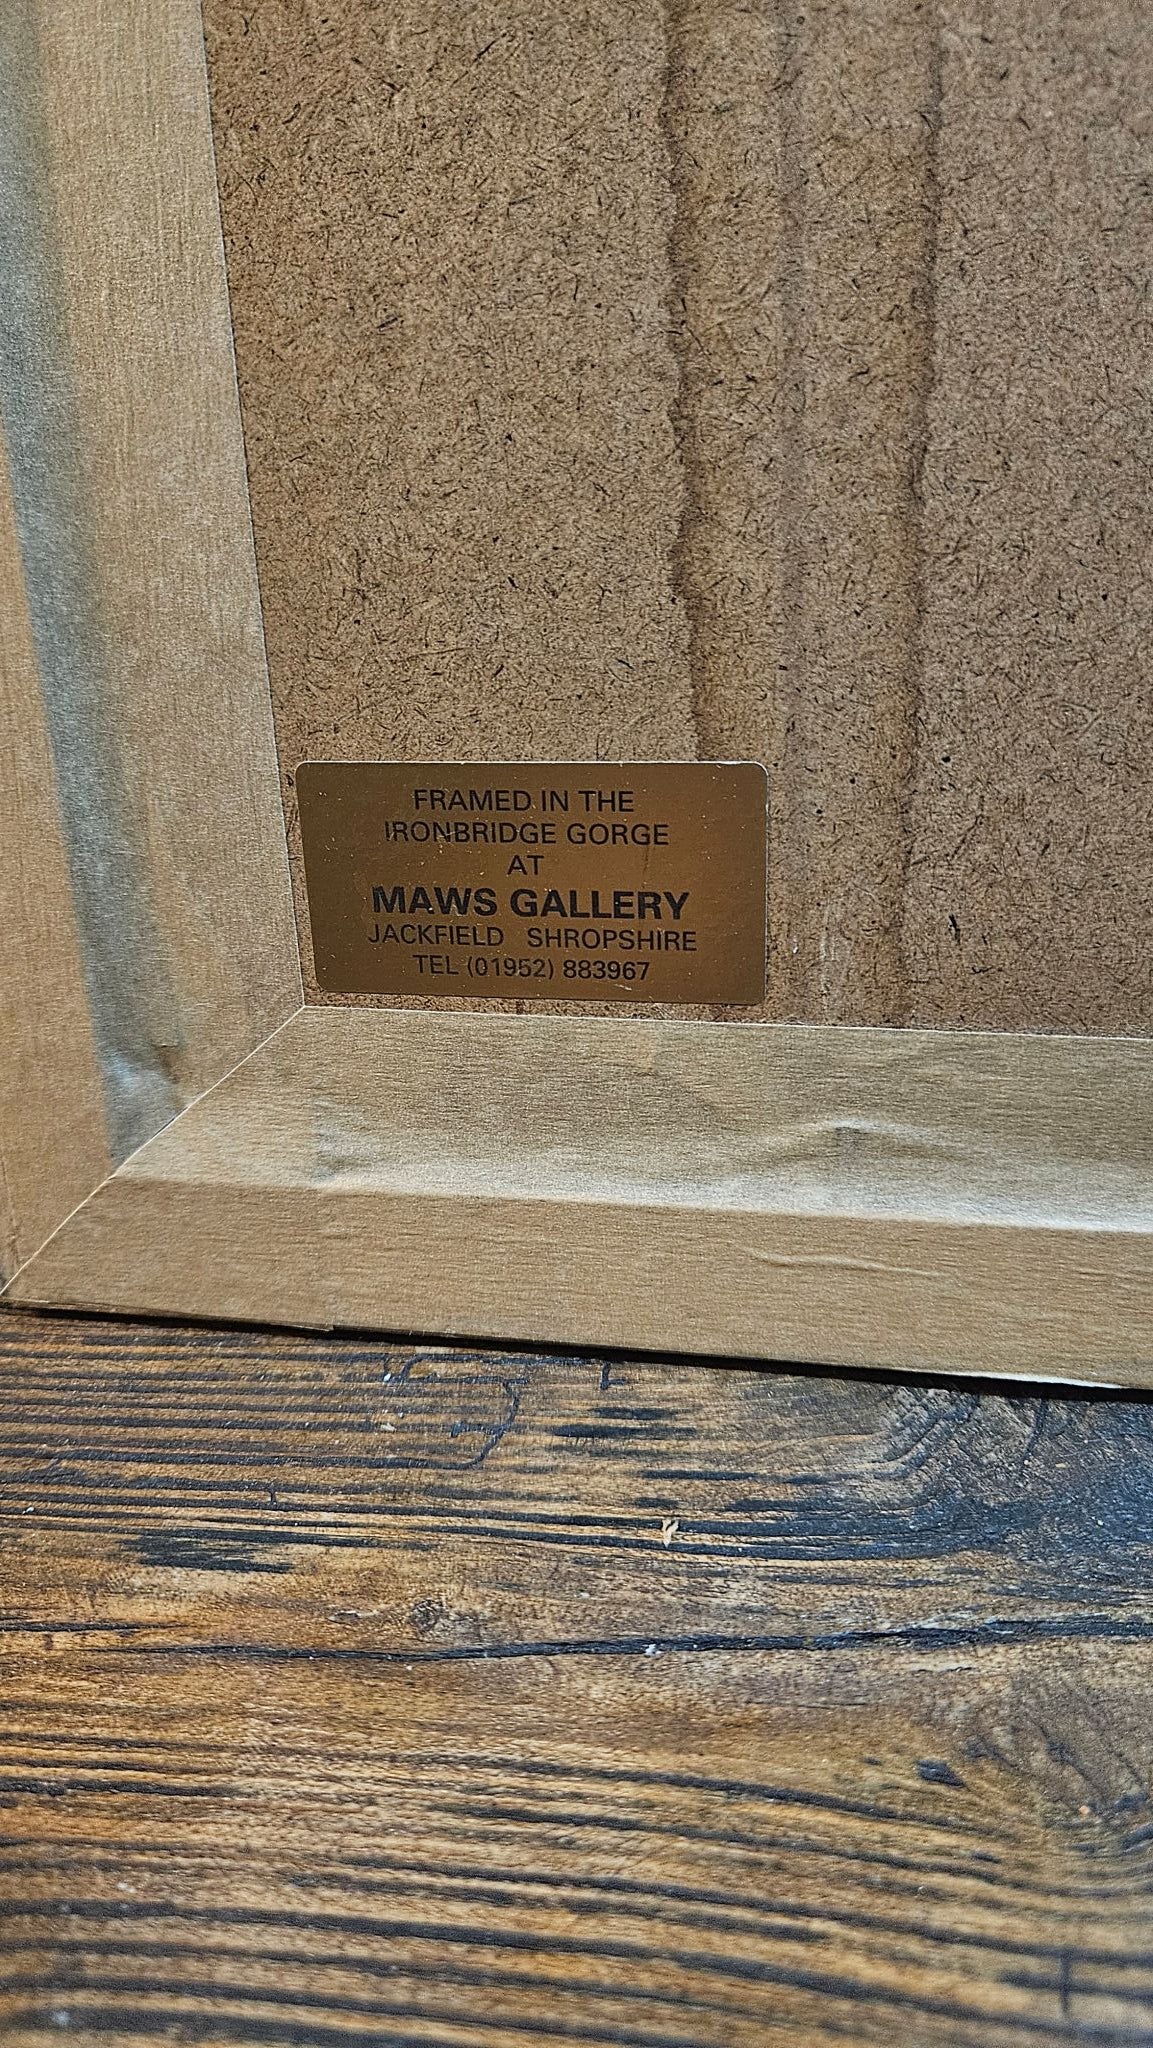 FRAMED IN THE
IRONBRIDGE GORGE
AT
MAWS GALLERY
JACKFIELD SHROPSHIRE
TEL (01952) 883967